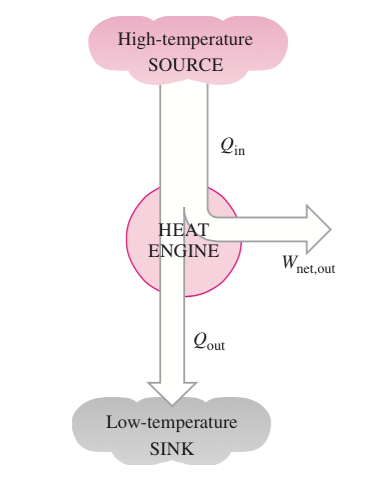 High-temperature
SOURCE
Q_in
HEAT
ENGINE
W_net,out
Q_out
Low-temperature
SINK